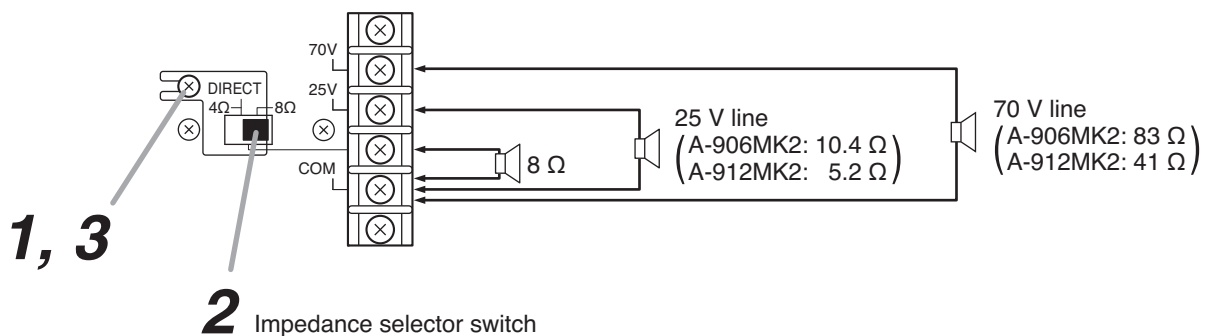 70V
DIRECT
4Ω
8Ω
25V
COM
8 Ω
25 V line
(A-906MK2: 10.4 Ω
A-912MK2: 5.2 Ω)
70 V line
(A-906MK2: 83 Ω
A-912MK2: 41 Ω)
1, 3
2 Impedance selector switch